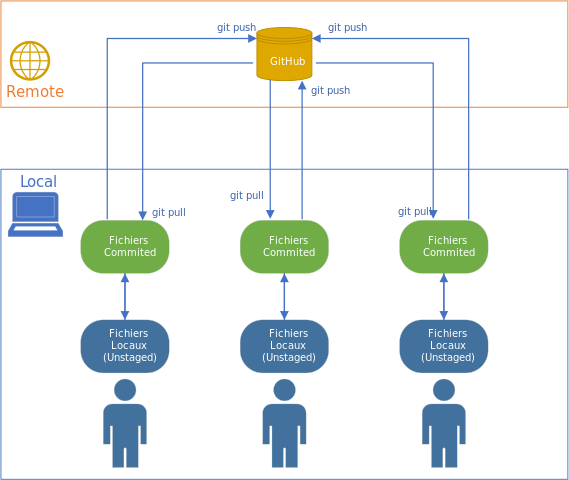 git push
git push
GitHub
Remote
git push
Local
git pull
git pull
git pull
Fichiers
Commited
Fichiers
Commited
Fichiers
Commited
Fichiers
Locaux
(Unstaged)
Fichiers
Locaux
(Unstaged)
Fichiers
Locaux
(Unstaged)